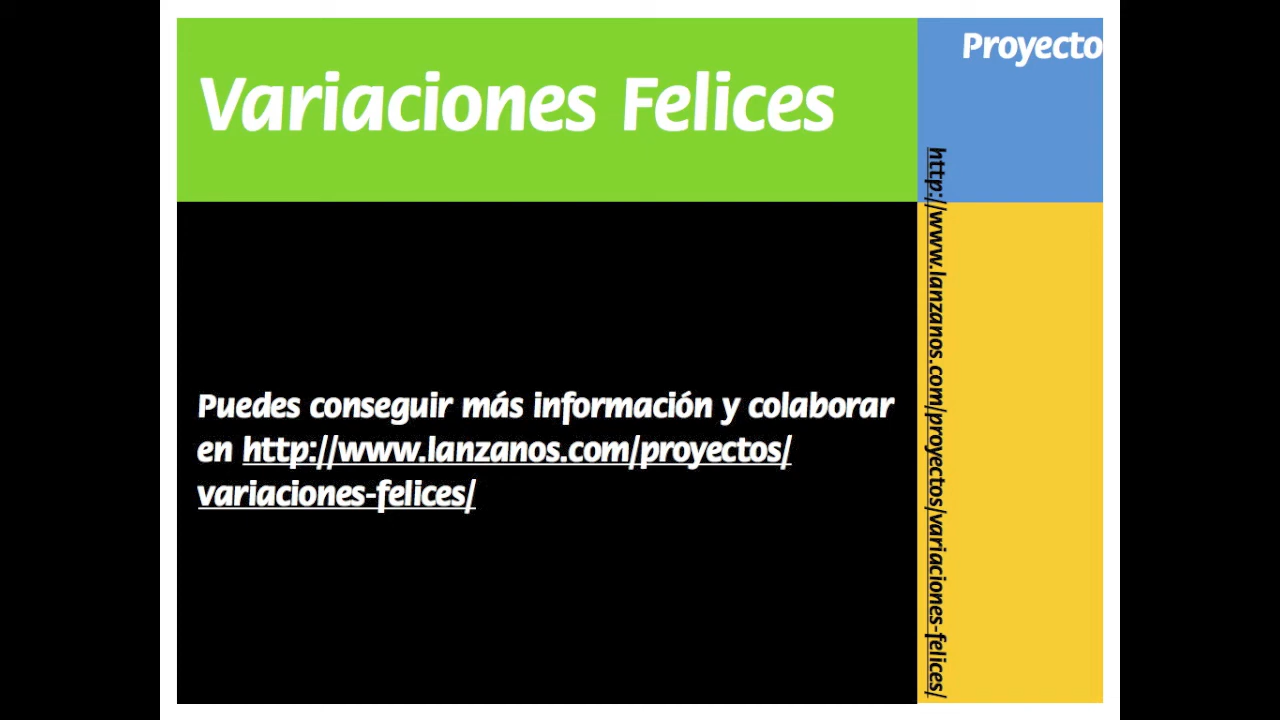 Variaciones Felices
Proyecto
Puedes conseguir más información y colaborar
en http://www.lanzanos.com/proyectos/
variaciones-felices/
http://www.lanzanos.com/proyectos/variaciones-felices/